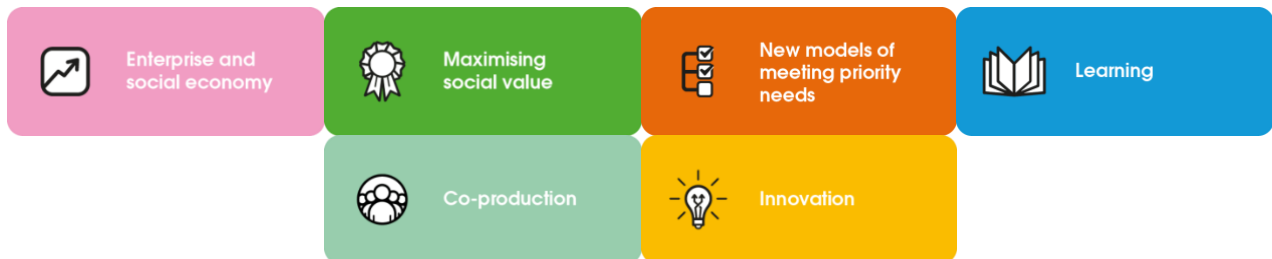 Enterprise and
social economy
Maximising
social value
New models of
meeting priority
needs
Learning
Co-production
Innovation